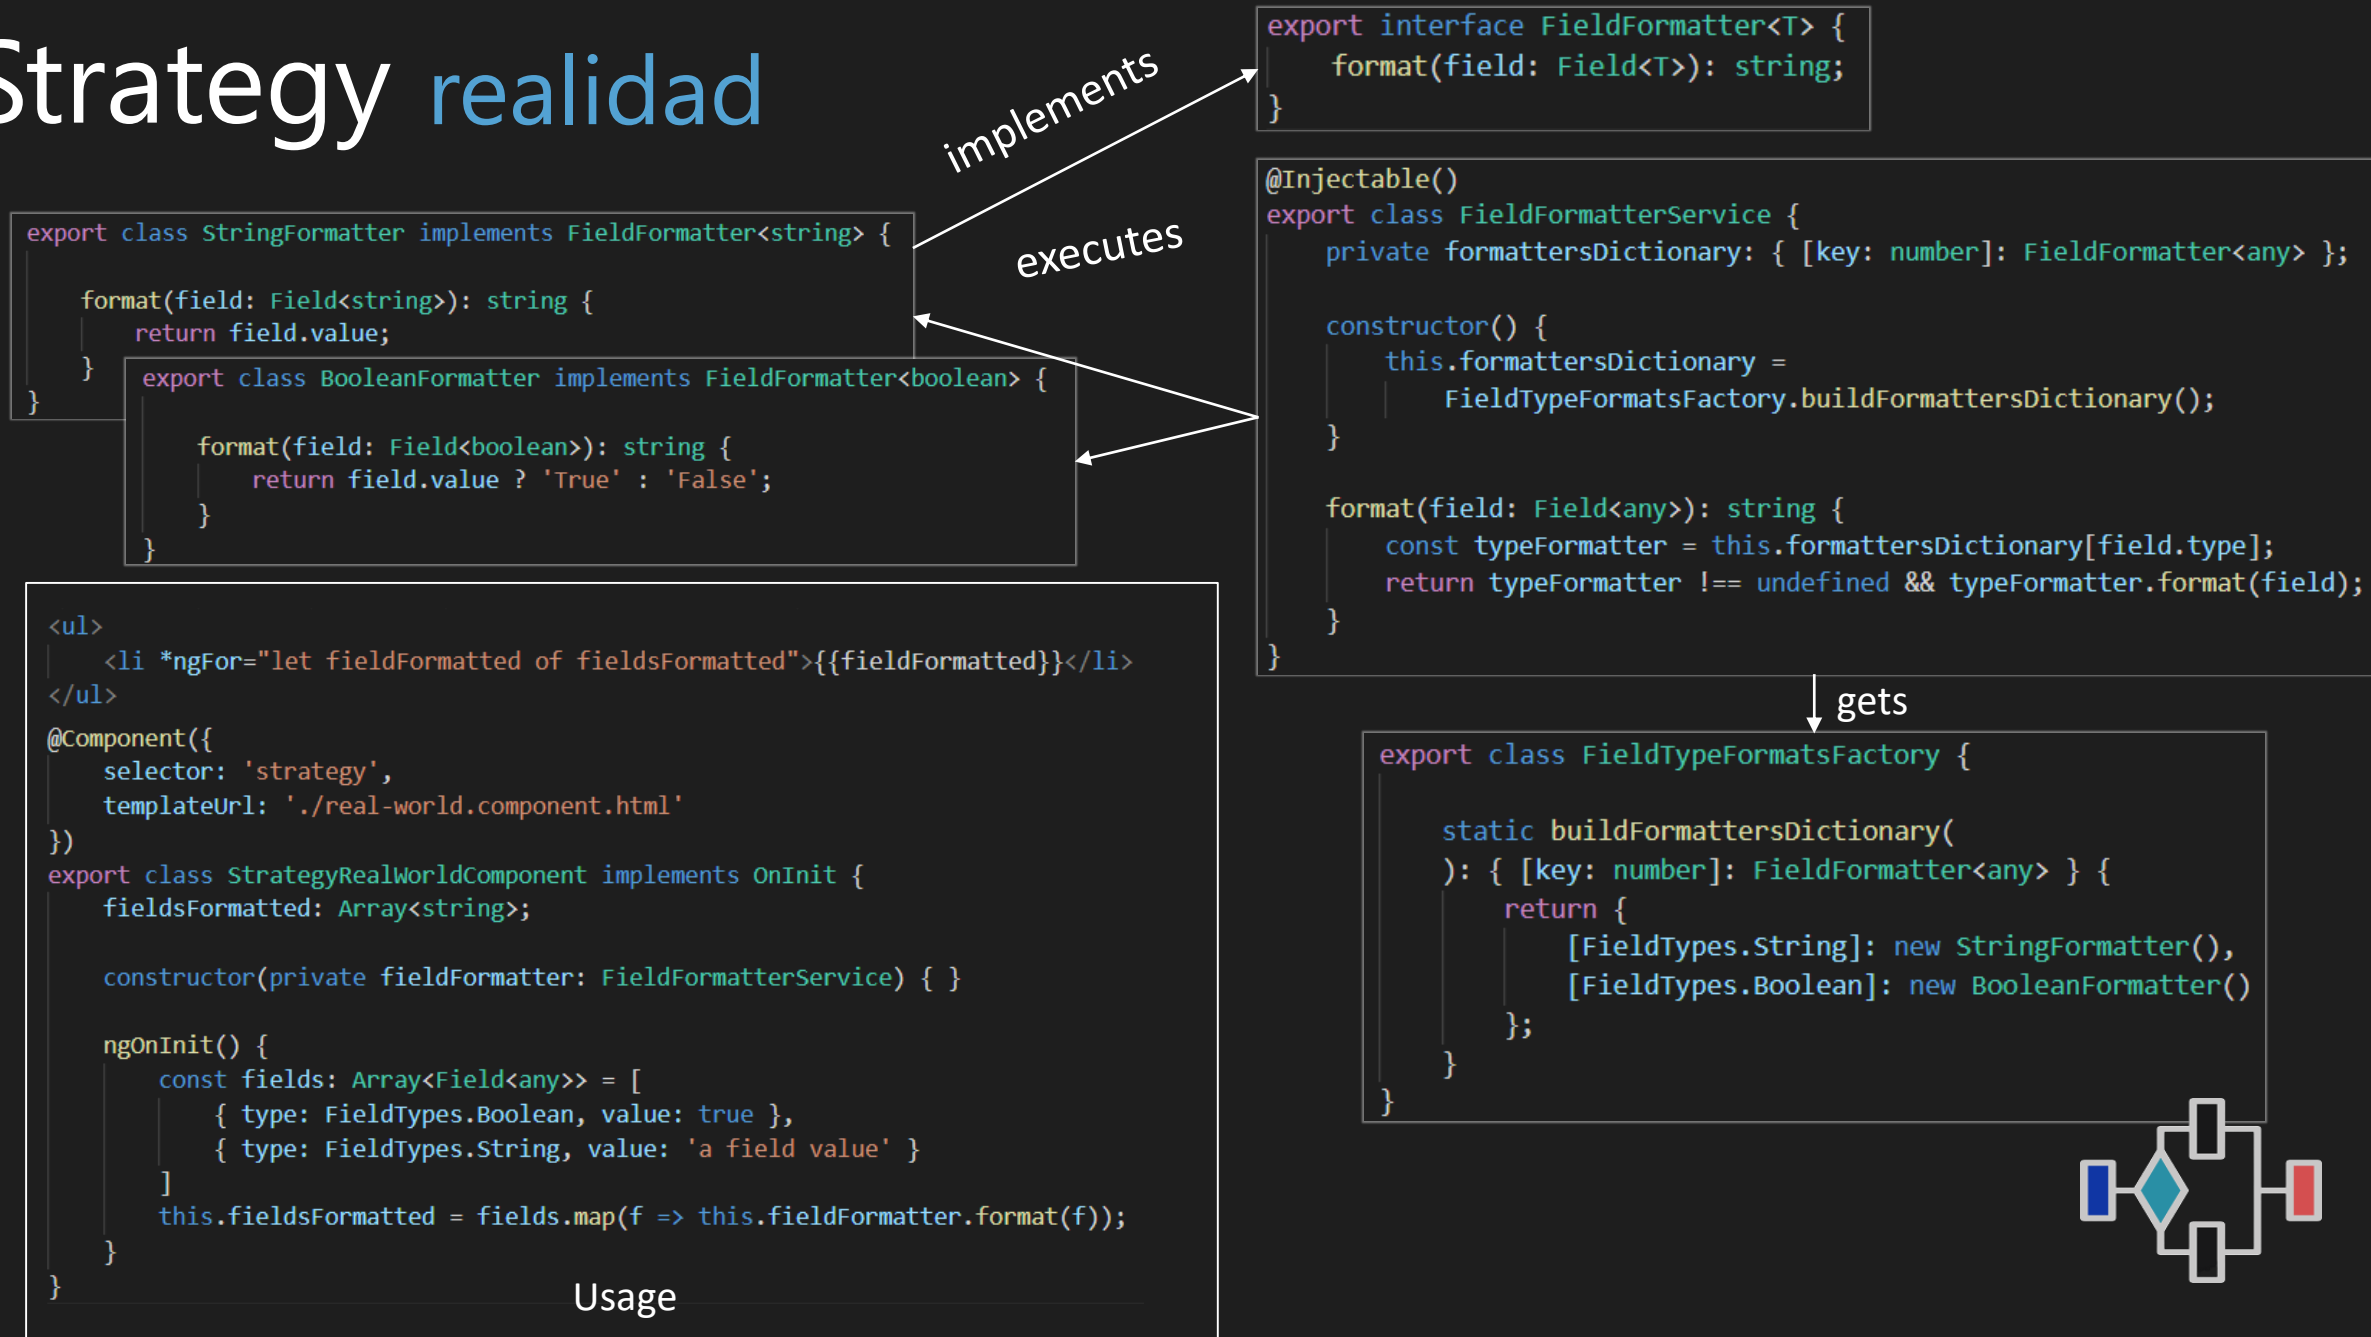 Strategy realidad
implements
executes
export interface FieldFormatter<T> {
    format(field: Field<T>): string;
}
export class StringFormatter implements FieldFormatter<string> {
    format(field: Field<string>): string {
        return field.value;
    }
}
export class BooleanFormatter implements FieldFormatter<boolean> {
    format(field: Field<boolean>): string {
        return field.value ? 'True' : 'False';
    }
}
@Injectable()
export class FieldFormatterService {
    private formattersDictionary: { [key: number]: FieldFormatter<any> };
    constructor() {
        this.formattersDictionary =
            FieldTypeFormatsFactory.buildFormattersDictionary();
    }
    format(field: Field<any>): string {
        const typeFormatter = this.formattersDictionary[field.type];
        return typeFormatter !== undefined && typeFormatter.format(field);
    }
}
gets
export class FieldTypeFormatsFactory {
    static buildFormattersDictionary(
    ): { [key: number]: FieldFormatter<any> } {
        return {
            [FieldTypes.String]: new StringFormatter(),
            [FieldTypes.Boolean]: new BooleanFormatter()
        };
    }
}
<ul>
    <li *ngFor="let fieldFormatted of fieldsFormatted">{{fieldFormatted}}</li>
</ul>
@Component({
    selector: 'strategy',
    templateUrl: './real-world.component.html'
})
export class StrategyRealWorldComponent implements OnInit {
    fieldsFormatted: Array<string>;
    constructor(private fieldFormatter: FieldFormatterService) { }
    ngOnInit() {
        const fields: Array<Field<any>> = [
            { type: FieldTypes.Boolean, value: true },
            { type: FieldTypes.String, value: 'a field value' }
        ]
        this.fieldsFormatted = fields.map(f => this.fieldFormatter.format(f));
    }
}
Usage